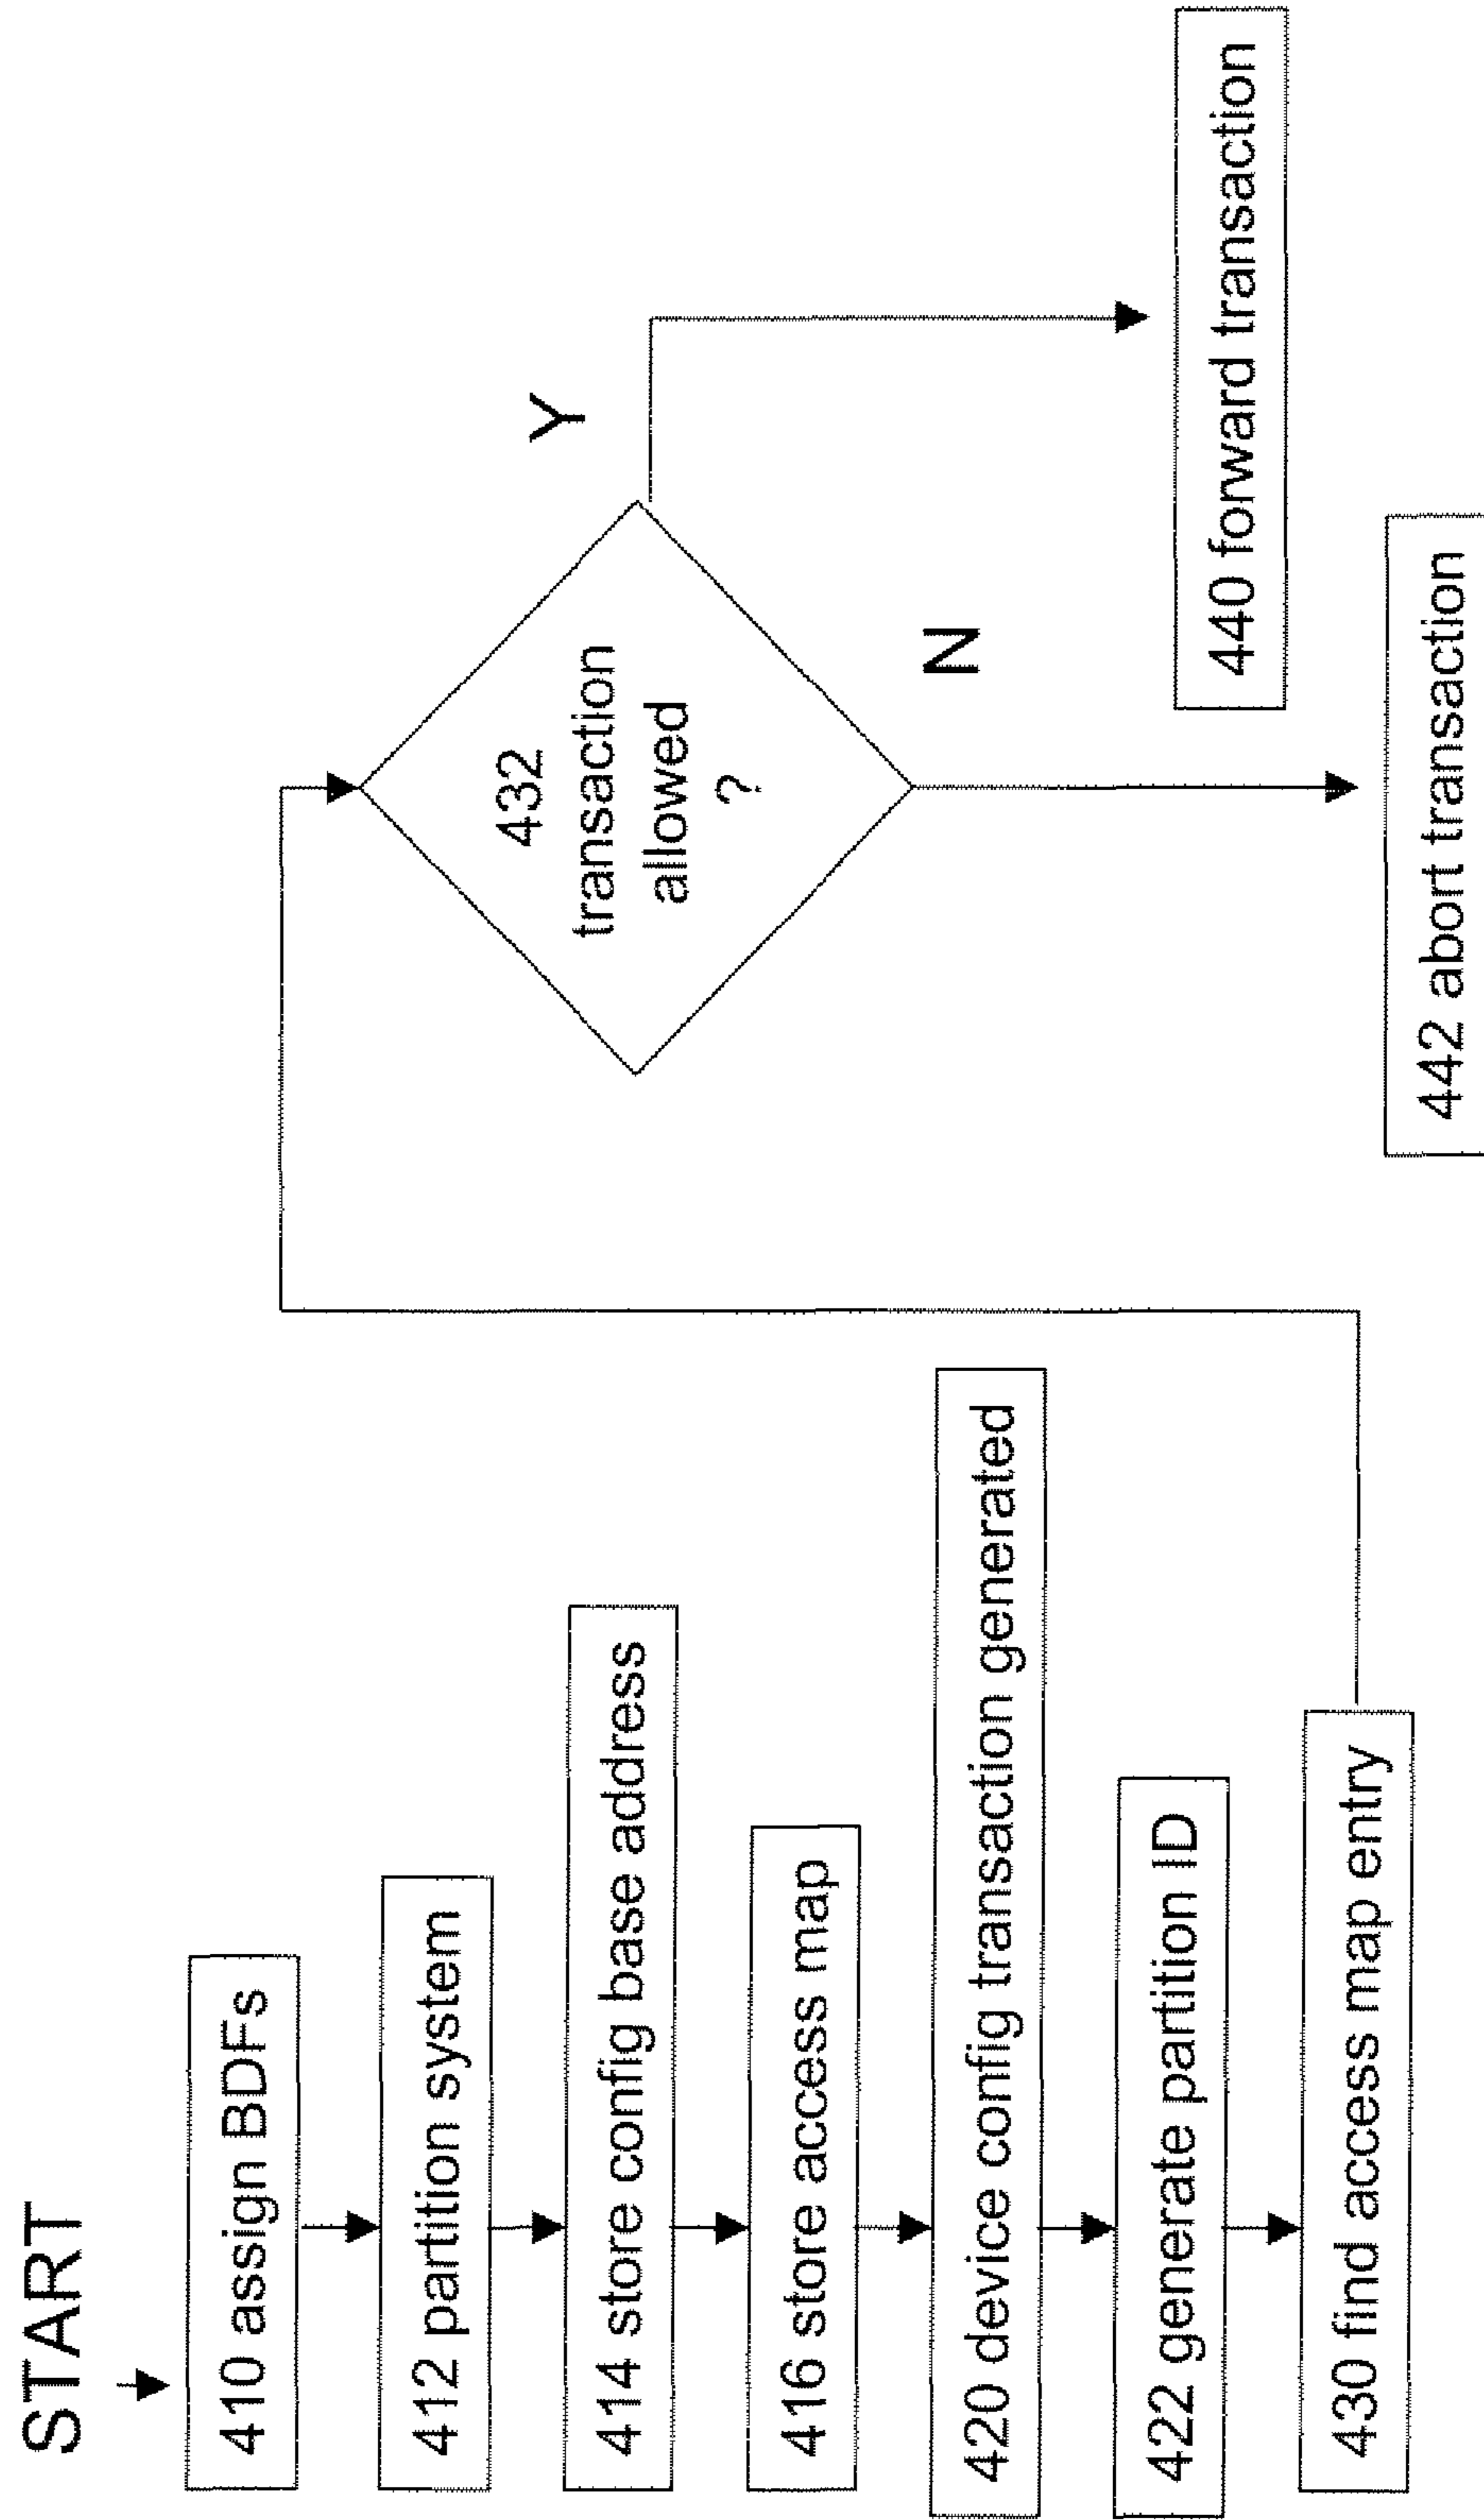 START
410 assign BDFs
412 partition system
414 store config base address
416 store access map
420 device config transaction generated
422 generate partition ID
430 find access map entry
432
transaction
allowed
?
Y
N
440 forward transaction
442 abort transaction